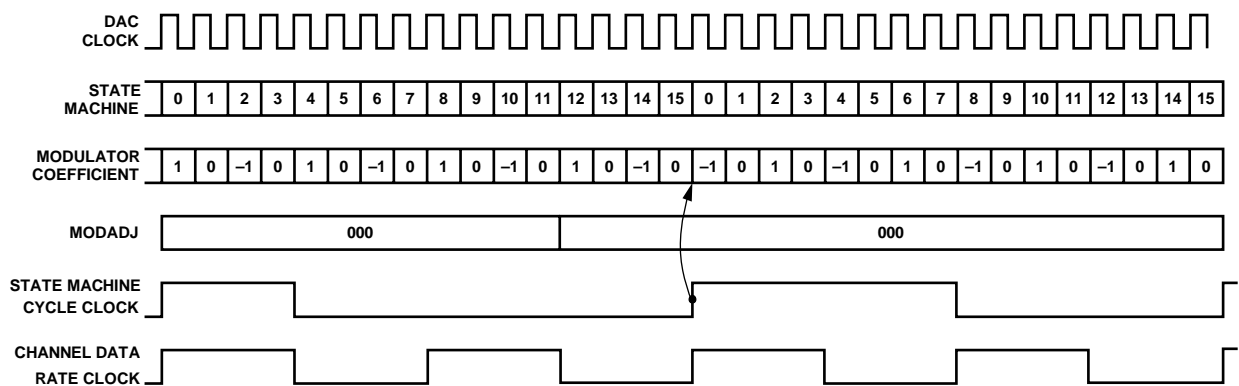 DAC
CLOCK
STATE
MACHINE
0 1 2 3 4 5 6 7 8 9 10 11 12 13 14 15 0 1 2 3 4 5 6 7 8 9 10 11 12 13 14 15
MODULATOR
COEFFICIENT
1 0 –1 0 1 0 –1 0 1 0 –1 0 1 0 –1 0 –1 0 1 0 –1 0 1 0 –1 0 1 0 –1 0 1 0
MODADJ
000 000
STATE MACHINE
CYCLE CLOCK
CHANNEL DATA
RATE CLOCK